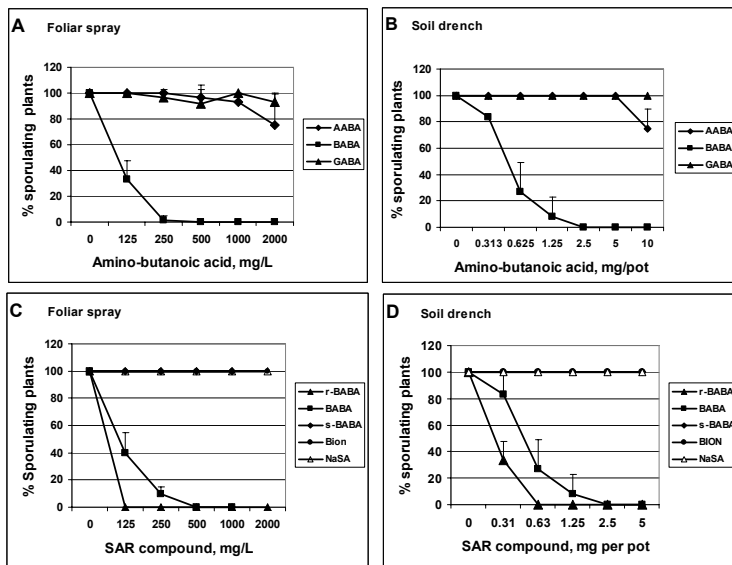 A Foliar spray
% sporulating plants
120
100
80
60
40
20
0
0 125 250 500 1000 2000
Amino-butanoic acid, mg/L
AABA
BABA
GABA
B Soil drench
% sporulating plants
120
100
80
60
40
20
0
0 0.313 0.625 1.25 2.5 5 10
Amino-butanoic acid, mg/pot
AABA
BABA
GABA
C Foliar spray
% Sporulating plants
120
100
80
60
40
20
0
0 125 250 500 1000 2000
SAR compound, mg/L
r-BABA
BABA
s-BABA
Bion
NaSA
D Soil drench
% Sporulating plants
120
100
80
60
40
20
0
0 0.31 0.63 1.25 2.5 5
SAR compound, mg per pot
r-BABA
BABA
s-BABA
BION
NaSA